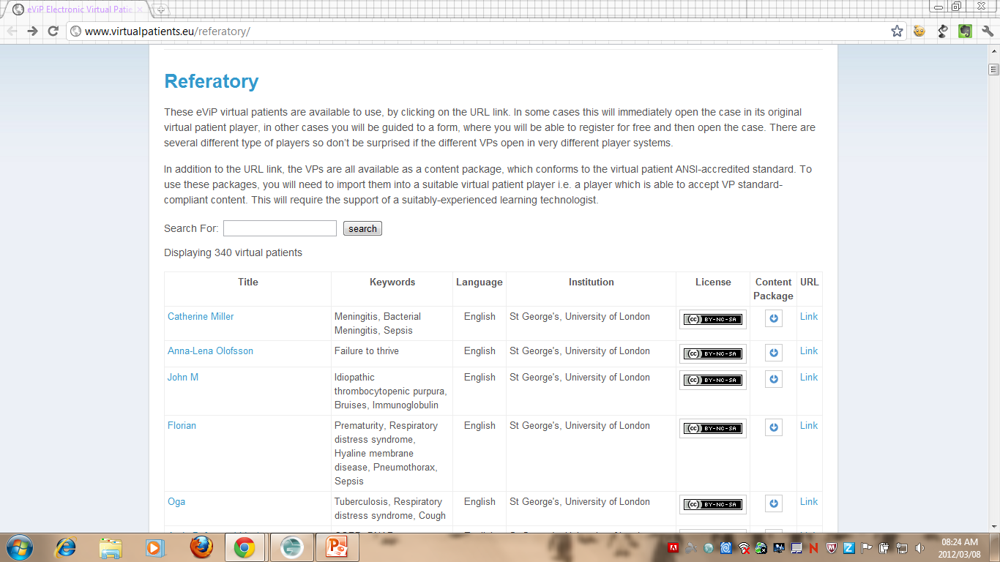 eViP Electronic Virtual Patie
www.virtualpatients.eu/referatory/
Referatory
These eViP virtual patients are available to use, by clicking on the URL link. In some cases this will immediately open the case in its original
virtual patient player, in other cases you will be guided to a form, where you will be able to register for free and then open the case. There are
several different type of players so don't be surprised if the different VPs open in very different player systems.
In addition to the URL link, the VPs are all available as a content package, which conforms to the virtual patient ANSI-accredited standard. To
use these packages, you will need to import them into a suitable virtual patient player i.e. a player which is able to accept VP standard-
compliant content. This will require the support of a suitably-experienced learning technologist.
Search For: search
Displaying 340 virtual patients
Title Keywords Language Institution License Content Package URL
Catherine Miller Meningitis, Bacterial English St George's, University of London (cc) BY-NC-SA Link
Meningitis, Sepsis
Anna-Lena Olofsson Failure to thrive English St George's, University of London (cc) BY-NC-SA Link
John M Idiopathic English St George's, University of London (cc) BY-NC-SA Link
thrombocytopenic purpura,
Bruises, Immunoglobulin
Florian Prematurity, Respiratory English St George's, University of London (cc) BY-NC-SA Link
distress syndrome,
Hyaline membrane
disease, Pneumothorax,
Sepsis
Oga Tuberculosis, Respiratory English St George's, University of London (cc) BY-NC-SA Link
distress syndrome, Cough
08:24 AM
2012/03/08